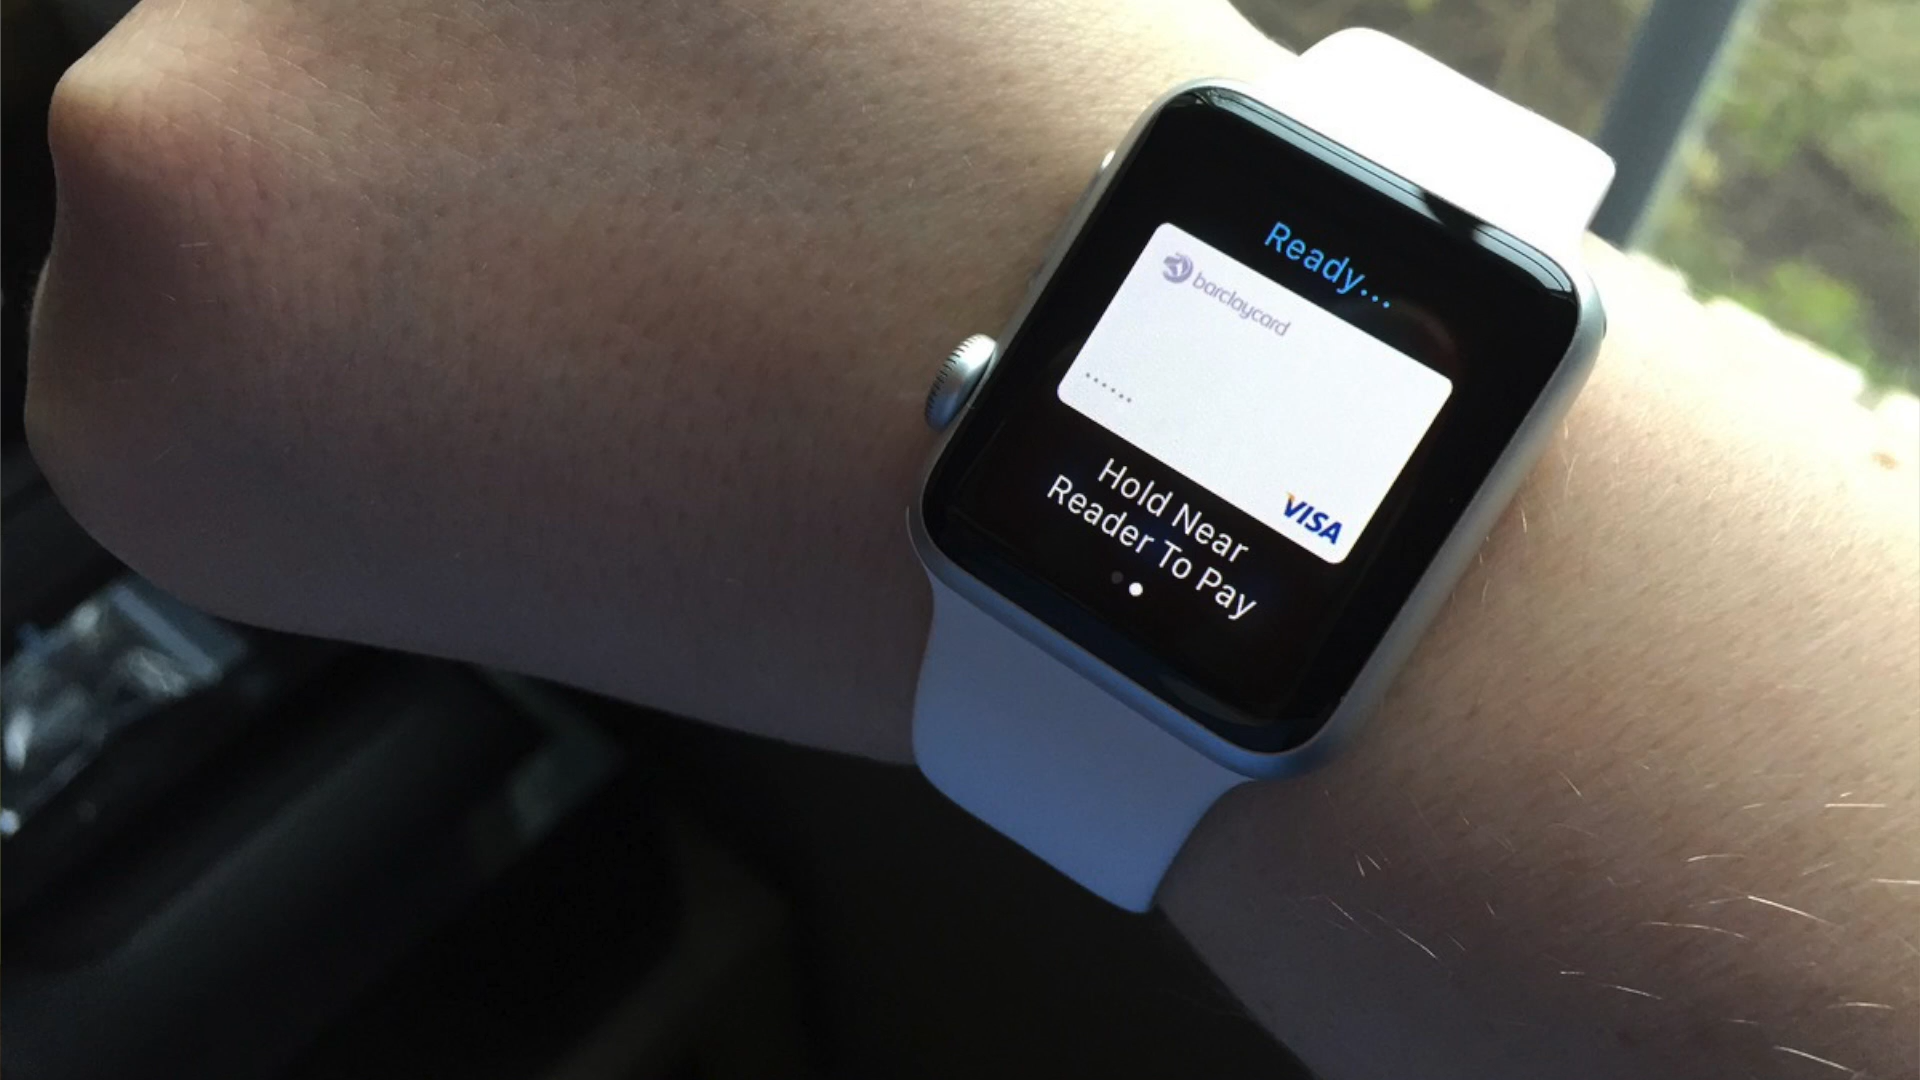 Ready...
barclaycard
......
VISA
Hold Near
Reader To Pay